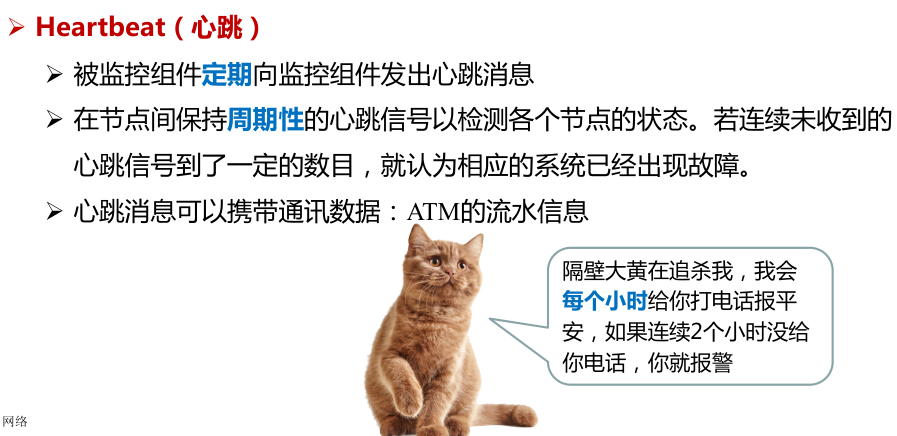 ➢ Heartbeat（心跳）
➢ 被监控组件定期向监控组件发出心跳消息
➢ 在节点间保持周期性的心跳信号以检测各个节点的状态。若连续未收到的
心跳信号到了一定的数目，就认为相应的系统已经出现故障。
➢ 心跳消息可以携带通讯数据：ATM的流水信息
隔壁大黄在追杀我，我会
每个小时给你打电话报平
安，如果连续2个小时没给
你电话，你就报警
网络